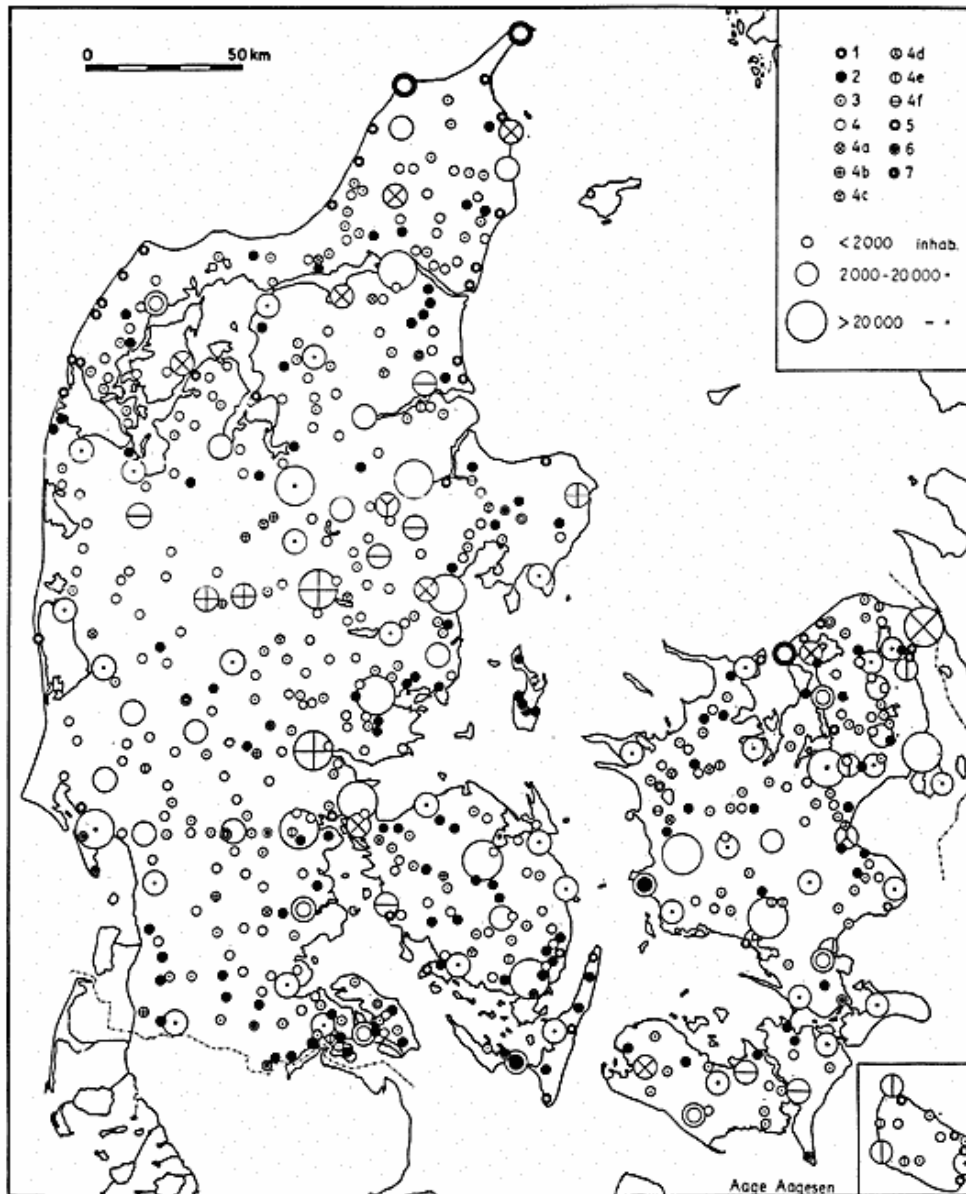 0 50 km
1 4d
2 4e
3 4f
4 5
4a 6
4b 7
4c
< 2000 inhab.
2000 - 20000 "
> 20000 - "
Aage Aagesen